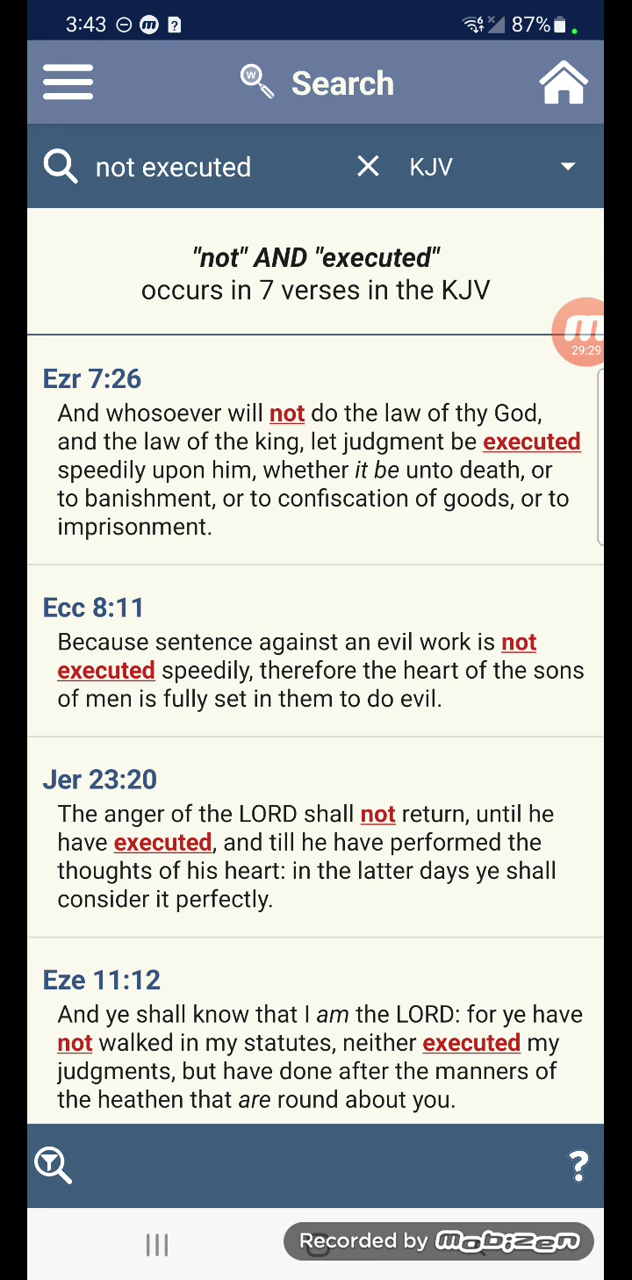 3:43 m ? 6 87%
W Search
not executed KJV
"not" AND "executed"
occurs in 7 verses in the KJV
m
29:29
Ezr 7:26
And whosoever will not do the law of thy God,
and the law of the king, let judgment be executed
speedily upon him, whether it be unto death, or
to banishment, or to confiscation of goods, or to
imprisonment.
Ecc 8:11
Because sentence against an evil work is not
executed speedily, therefore the heart of the sons
of men is fully set in them to do evil.
Jer 23:20
The anger of the LORD shall not return, until he
have executed, and till he have performed the
thoughts of his heart: in the latter days ye shall
consider it perfectly.
Eze 11:12
And ye shall know that I am the LORD: for ye have
not walked in my statutes, neither executed my
judgments, but have done after the manners of
the heathen that are round about you.
?
Recorded by mobizen